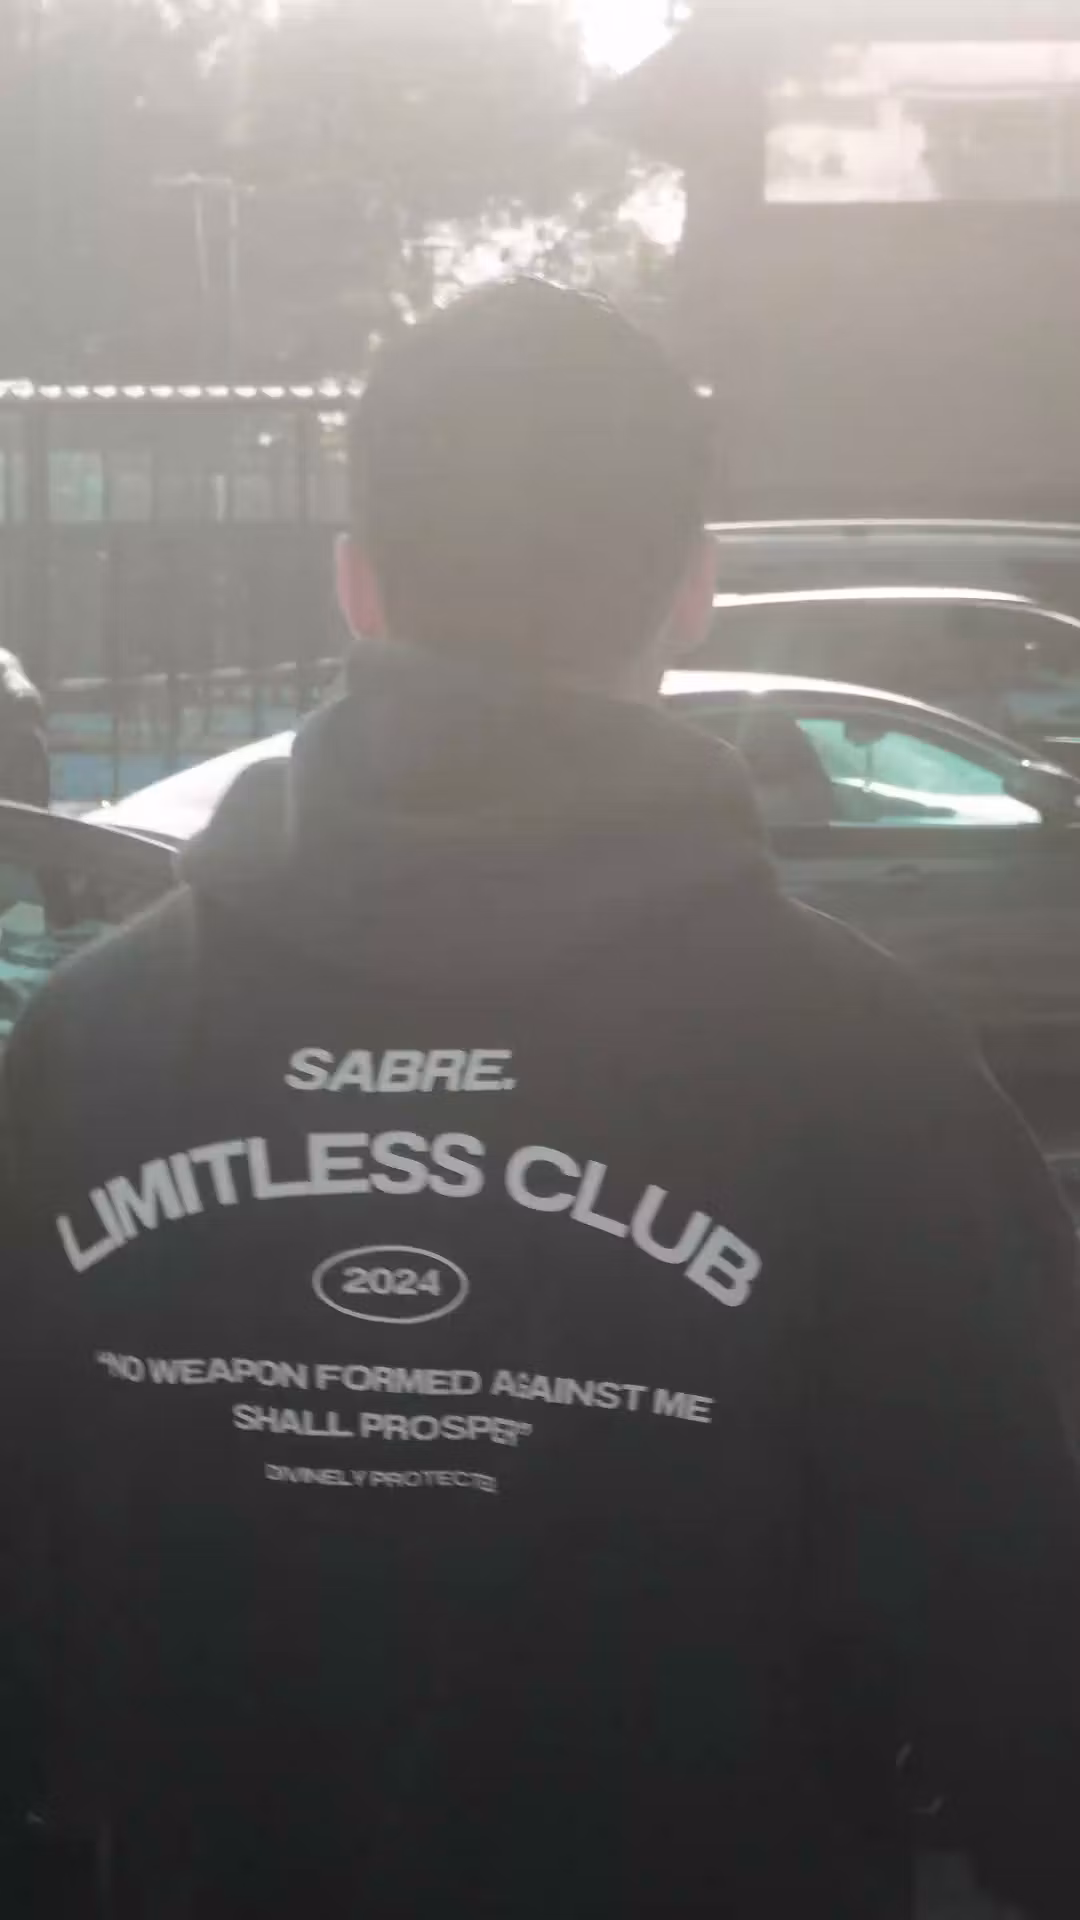 SABRE.
LIMITLESS CLUB
2024
"NO WEAPON FORMED AGAINST ME
SHALL PROSPER"
DIVINELY PROTECTED